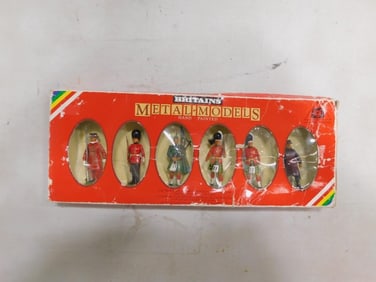 BRITAINS
METAL MODELS
HAND PAINTED